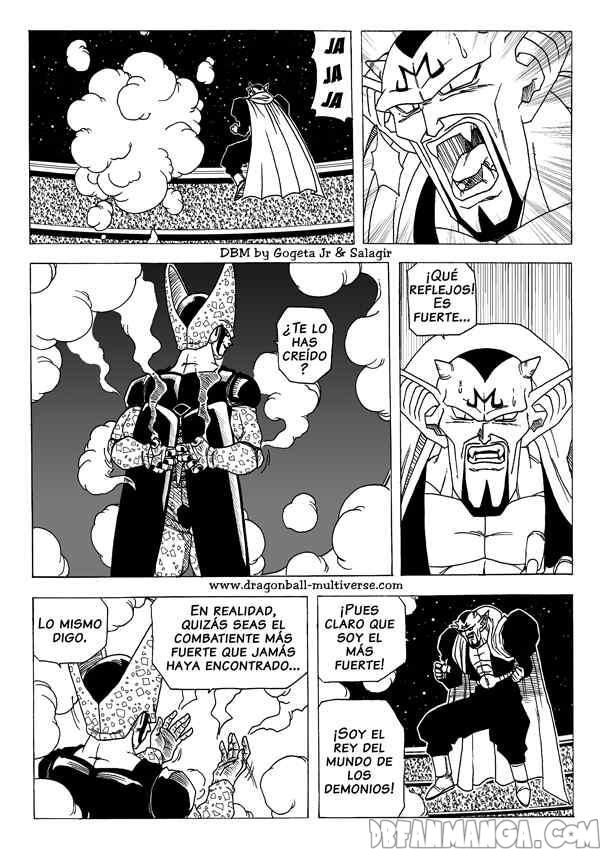 JA
JA
JA
DBM by Gogeta Jr & Salagir
¿TE LO
HAS
CREÍDO
?
¡QUÉ
REFLEJOS!
ES
FUERTE...
www.dragonball-multiverse.com
LO MISMO
DIGO.
EN REALIDAD,
QUIZÁS SEAS EL
COMBATIENTE MÁS
FUERTE QUE JAMÁS
HAYA ENCONTRADO...
¡PUES
CLARO QUE
SOY EL
MÁS
FUERTE!
¡SOY EL
REY DEL
MUNDO DE
LOS
DEMONIOS!
DBFANMANGA.COM